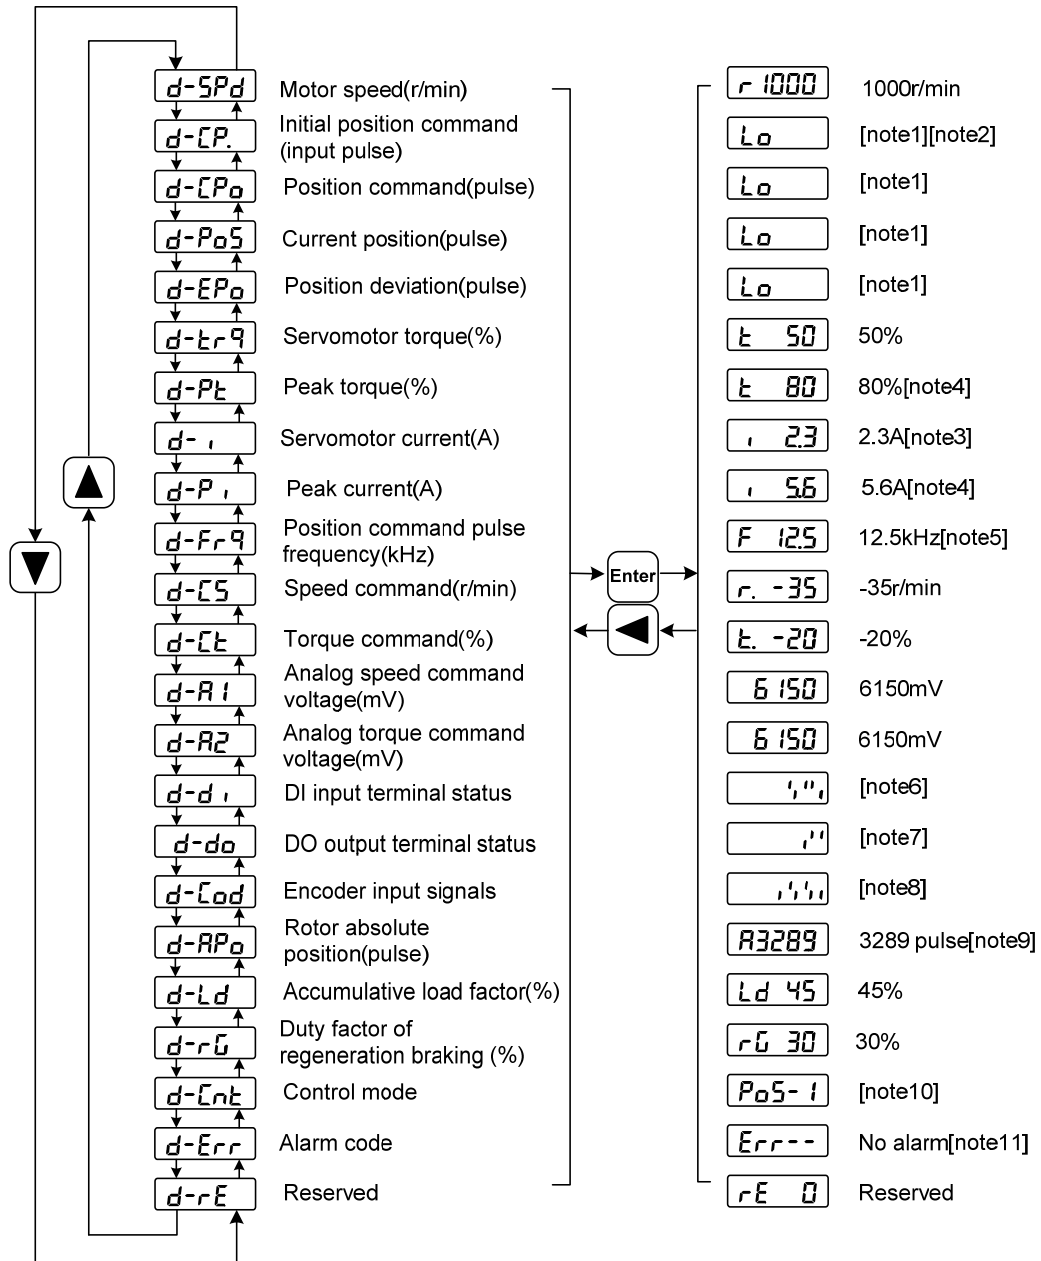 d-SPd Motor speed(r/min) r 1000 1000r/min
d-CP. Initial position command
(input pulse) Lo [note1][note2]
d-CPo Position command(pulse) Lo [note1]
d-PoS Current position(pulse) Lo [note1]
d-EPo Position deviation(pulse) Lo [note1]
d-trq Servomotor torque(%) t 50 50%
d-Pt Peak torque(%) t 80 80%[note4]
d-i Servomotor current(A) i 2.3 2.3A[note3]
d-Pi Peak current(A) i 5.6 5.6A[note4]
d-Frq Position command pulse
frequency(kHz) F 12.5 12.5kHz[note5]
Enter
d-CS Speed command(r/min) r. -35 -35r/min
d-Ct Torque command(%) t. -20 -20%
d-A1 Analog speed command
voltage(mV) 6150 6150mV
d-A2 Analog torque command
voltage(mV) 6150 6150mV
d-di DI input terminal status [note6]
d-do DO output terminal status [note7]
d-Cod Encoder input signals [note8]
d-APo Rotor absolute
position(pulse) A3289 3289 pulse[note9]
d-Ld Accumulative load factor(%) Ld 45 45%
d-rG Duty factor of
regeneration braking (%) rG 30 30%
d-Cnt Control mode PoS-1 [note10]
d-Err Alarm code Err-- No alarm[note11]
d-rE Reserved rE 0 Reserved